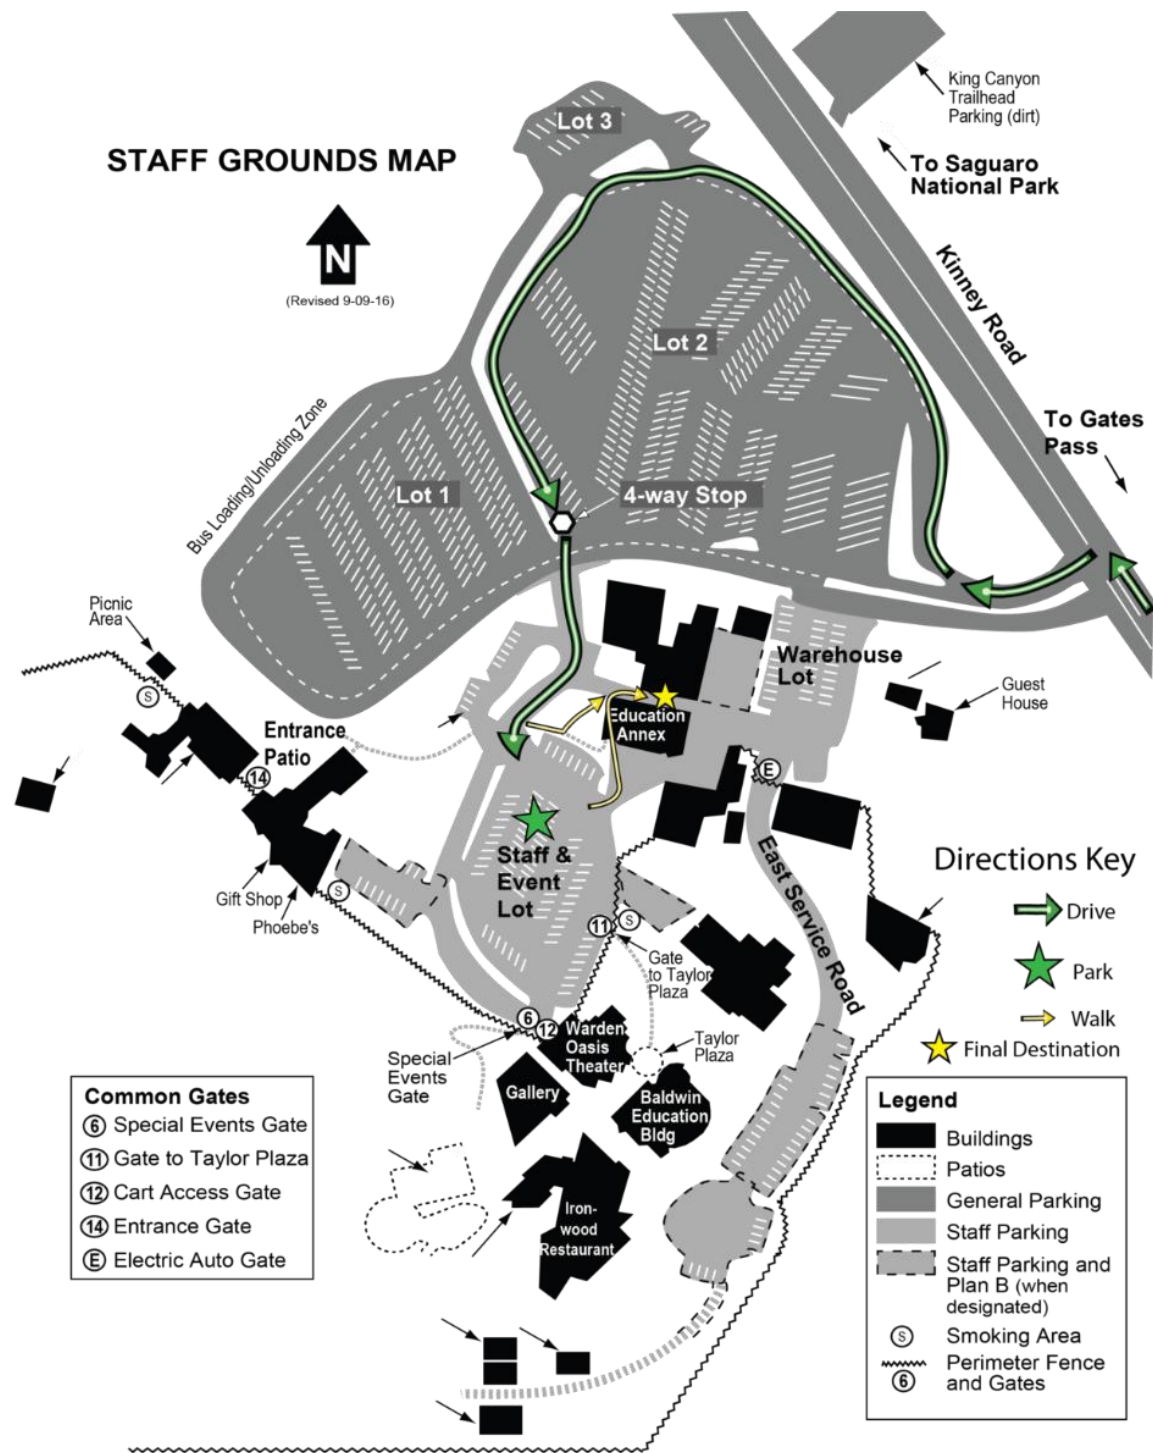 King Canyon
Trailhead
Parking (dirt)
Lot 3
STAFF GROUNDS MAP
To Saguaro
National Park
N
(Revised 9-09-16)
Kinney Road
Lot 2
To Gates
Pass
Bus Loading/Unloading Zone
Lot 1
4-way Stop
Picnic
Area
S
Warehouse
Lot
Guest
House
Entrance
Patio
Education
Annex
14
E
Staff &
Event
Lot
East Service Road
Directions Key
Drive
Gift Shop
S
Phoebe's
11
S
Gate
to Taylor
Plaza
Park
Walk
Final Destination
6
12
Warden
Oasis
Theater
Taylor
Plaza
Special
Events
Gate
Gallery
Baldwin
Education
Bldg
Iron-
wood
Restaurant
Common Gates
6 Special Events Gate
11 Gate to Taylor Plaza
12 Cart Access Gate
14 Entrance Gate
E Electric Auto Gate
Legend
Buildings
Patios
General Parking
Staff Parking
Staff Parking and
Plan B (when
designated)
S Smoking Area
Perimeter Fence
6 and Gates